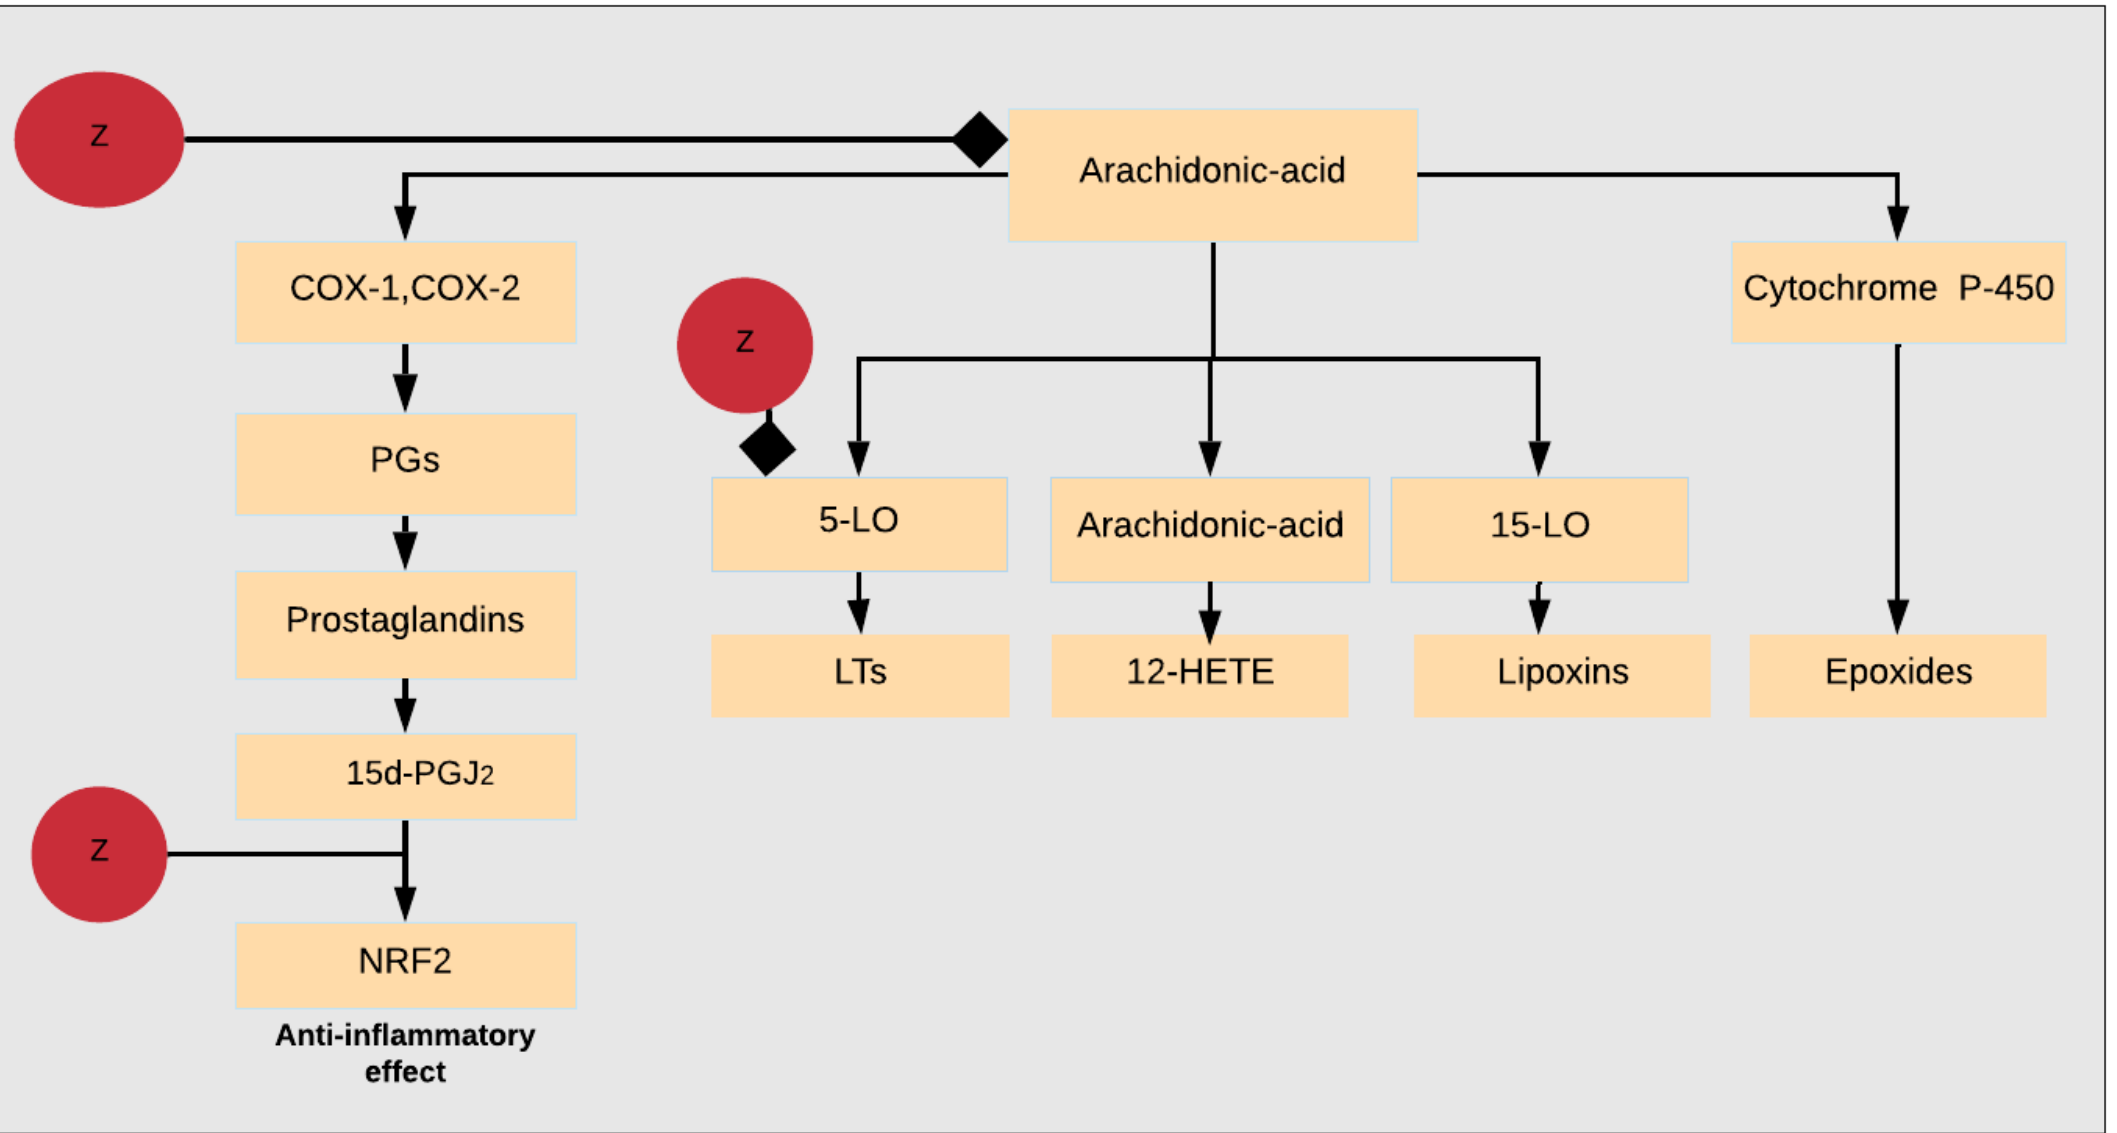 Z
Arachidonic-acid
COX-1,COX-2
Cytochrome P-450
Z
PGs
5-LO
Arachidonic-acid
15-LO
Prostaglandins
LTs
12-HETE
Lipoxins
Epoxides
15d-PGJ2
Z
NRF2
Anti-inflammatory
effect